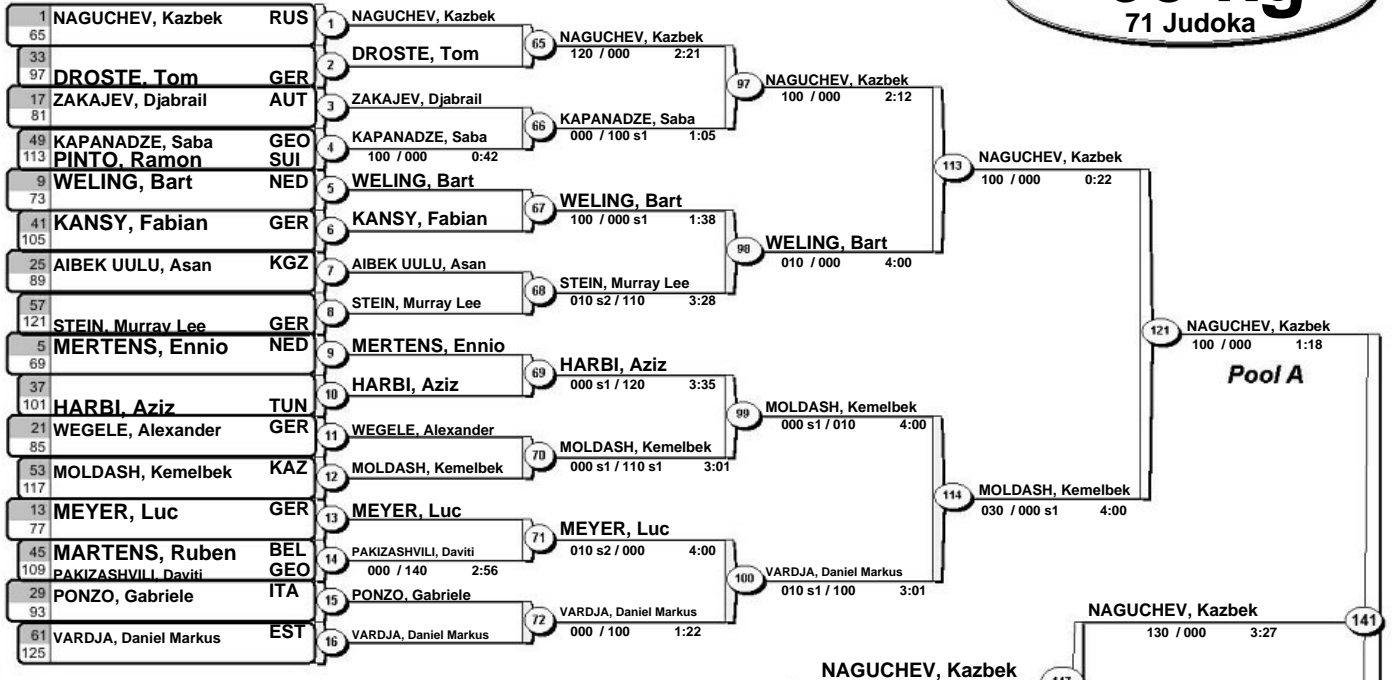 71 Judoka
1 NAGUCHEV, Kazbek RUS
65
33
97 DROSTE, Tom GER
17 ZAKAJEV, Djabrail AUT
81
49 KAPANADZE, Saba GEO
113 PINTO, Ramon SUI
9 WELING, Bart NED
73
41 KANSY, Fabian GER
105
25 AIBEK UULU, Asan KGZ
89
57
121 STEIN, Murray Lee GER
5 MERTENS, Ennio NED
69
37
101 HARBI, Aziz TUN
21 WEGELE, Alexander GER
85
53 MOLDASH, Kemelbek KAZ
117
13 MEYER, Luc GER
77
45 MARTENS, Ruben BEL
109 PAKIZASHVILI, Daviti GEO
29 PONZO, Gabriele ITA
93
61 VARDJA, Daniel Markus EST
125
1 NAGUCHEV, Kazbek
2 DROSTE, Tom
3 ZAKAJEV, Djabrail
4 KAPANADZE, Saba
100 / 000 0:42
5 WELING, Bart
6 KANSY, Fabian
7 AIBEK UULU, Asan
8 STEIN, Murray Lee
9 MERTENS, Ennio
10 HARBI, Aziz
11 WEGELE, Alexander
12 MOLDASH, Kemelbek
13 MEYER, Luc
14 PAKIZASHVILI, Daviti
000 / 140 2:56
15 PONZO, Gabriele
16 VARDJA, Daniel Markus
65 NAGUCHEV, Kazbek
120 / 000 2:21
66 KAPANADZE, Saba
000 / 100 s1 1:05
67 WELING, Bart
100 / 000 s1 1:38
68 STEIN, Murray Lee
010 s2 / 110 3:28
69 HARBI, Aziz
000 s1 / 120 3:35
70 MOLDASH, Kemelbek
000 s1 / 110 s1 3:01
71 MEYER, Luc
010 s2 / 000 4:00
72 VARDJA, Daniel Markus
000 / 100 1:22
97 NAGUCHEV, Kazbek
100 / 000 2:12
98 WELING, Bart
010 / 000 4:00
99 MOLDASH, Kemelbek
000 s1 / 010 4:00
100 VARDJA, Daniel Markus
010 s1 / 100 3:01
113 NAGUCHEV, Kazbek
100 / 000 0:22
114 MOLDASH, Kemelbek
030 / 000 s1 4:00
121 NAGUCHEV, Kazbek
100 / 000 1:18
Pool A
NAGUCHEV, Kazbek 141
130 / 000 3:27
NAGUCHEV, Kazbek